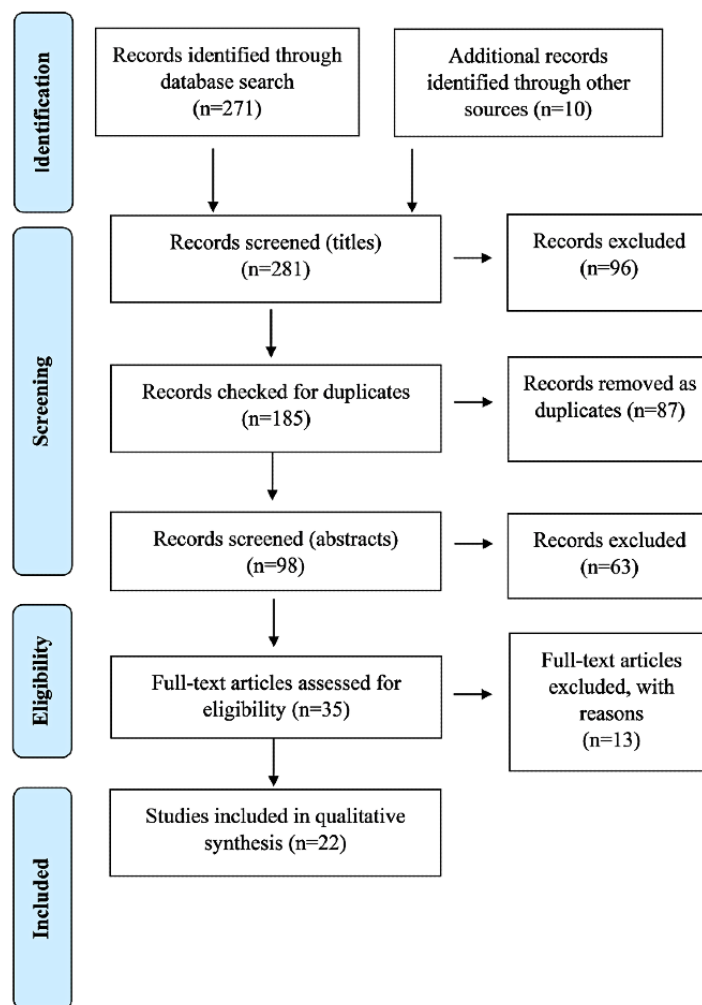 Identification
Records identified through
database search
(n=271)
Additional records
identified through other
sources (n=10)
Screening
Records screened (titles)
(n=281)
Records excluded
(n=96)
Records checked for duplicates
(n=185)
Records removed as
duplicates (n=87)
Records screened (abstracts)
(n=98)
Records excluded
(n=63)
Eligibility
Full-text articles assessed for
eligibility (n=35)
Full-text articles
excluded, with
reasons
(n=13)
Included
Studies included in qualitative
synthesis (n=22)